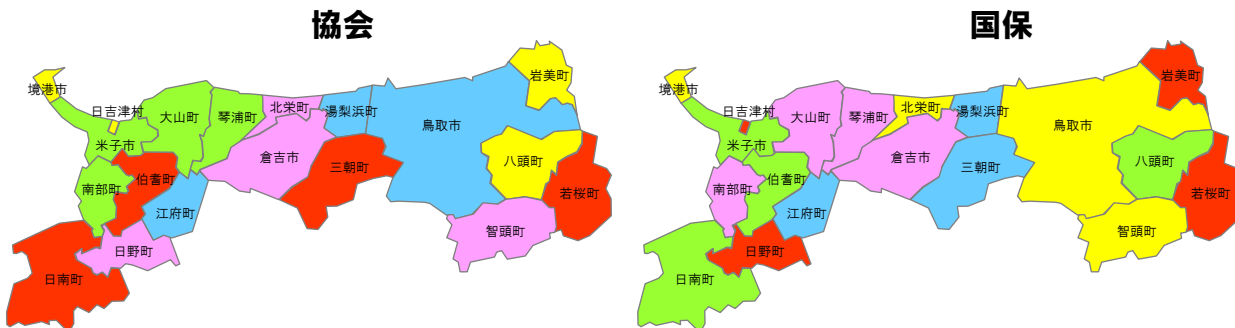 協会
岩美町
境港市
日吉津村
大山町
琴浦町
北栄町
湯梨浜町
鳥取市
米子市
倉吉市
三朝町
八頭町
南部町
伯耆町
若桜町
江府町
智頭町
日野町
日南町
国保
岩美町
境港市
日吉津村
大山町
琴浦町
北栄町
湯梨浜町
鳥取市
米子市
倉吉市
三朝町
八頭町
南部町
伯耆町
若桜町
江府町
智頭町
日野町
日南町